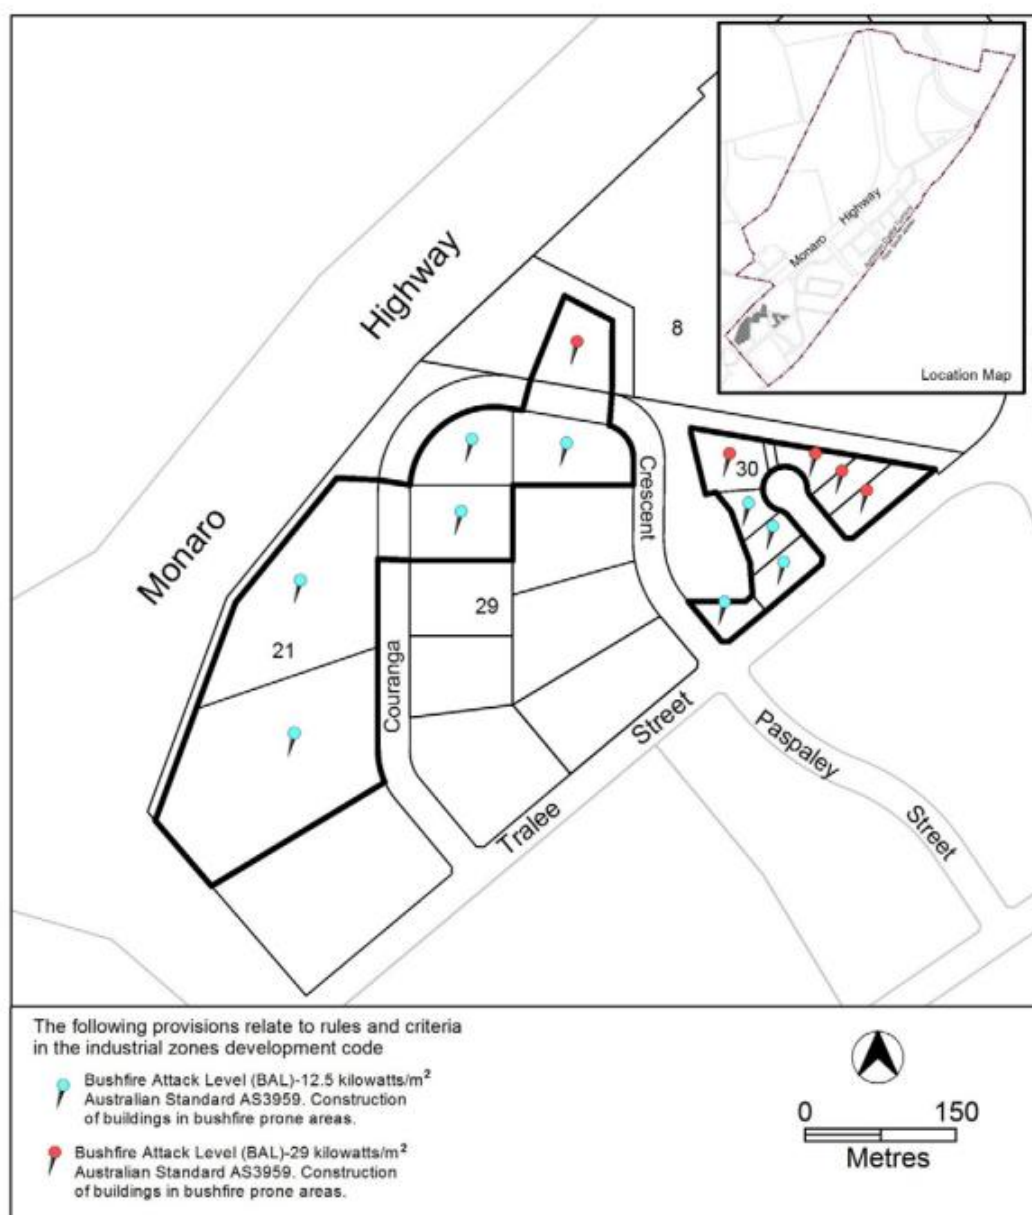 Highway
Monaro
8
Monaro Highway
Location Map
30
Crescent
29
21
Couranga
Street
Tralee
Paspaley
Street
The following provisions relate to rules and criteria
in the industrial zones development code
Bushfire Attack Level (BAL)-12.5 kilowatts/m²
Australian Standard AS3959. Construction
of buildings in bushfire prone areas.
Bushfire Attack Level (BAL)-29 kilowatts/m²
Australian Standard AS3959. Construction
of buildings in bushfire prone areas.
0 150
Metres